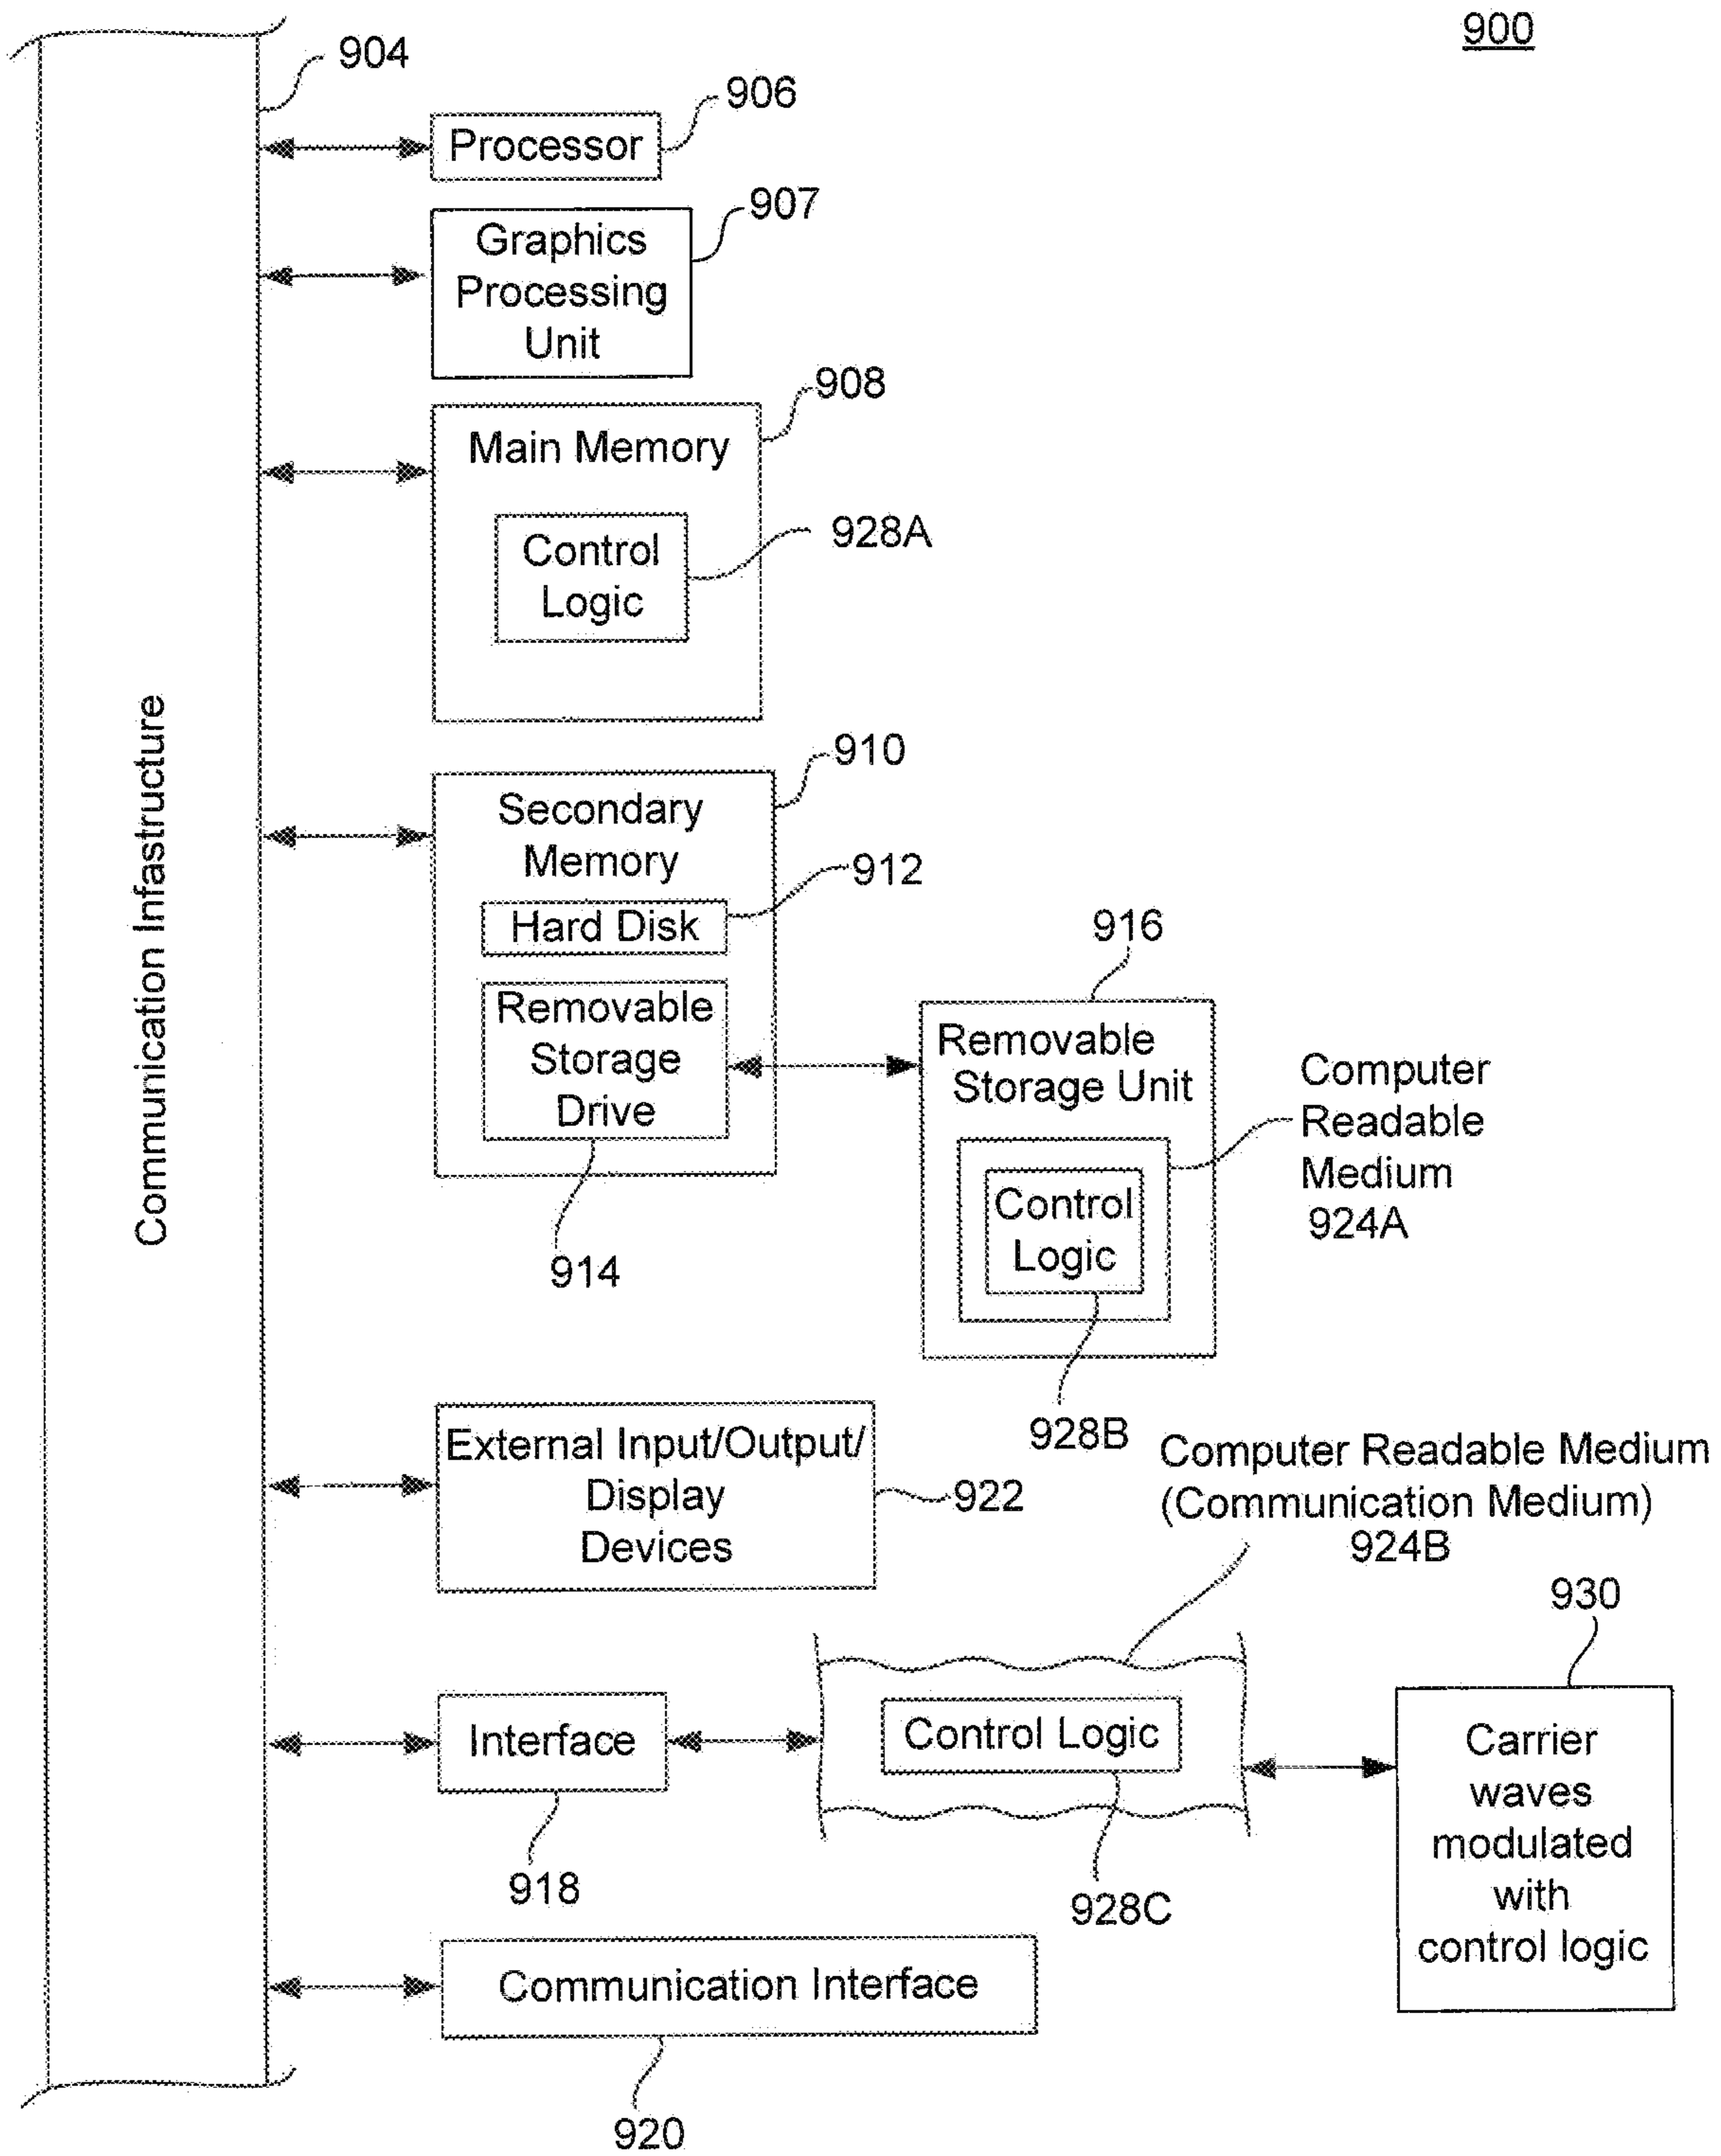 900
904
906
Processor
907
Graphics
Processing
Unit
908
Main Memory
928A
Control
Logic
Communication Infastructure
910
Secondary
Memory
912
Hard Disk
Removable
Storage
Drive
914
916
Removable
Storage Unit
Computer
Readable
Medium
924A
Control
Logic
928B
External Input/Output/
Display
Devices
922
Computer Readable Medium
(Communication Medium)
924B
930
Interface
918
Control Logic
928C
Carrier
waves
modulated
with
control logic
Communication Interface
920